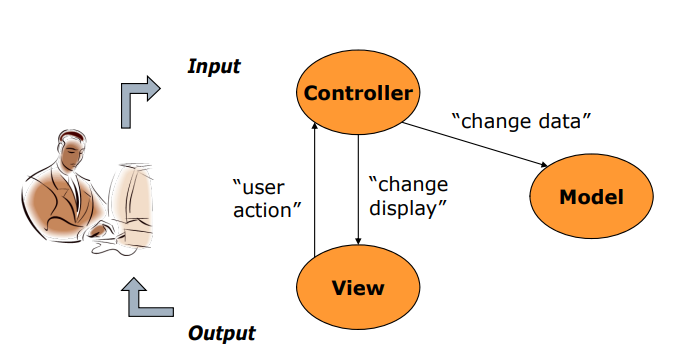 Input
Controller
“change data”
“user
action”
“change
display”
Model
View
Output